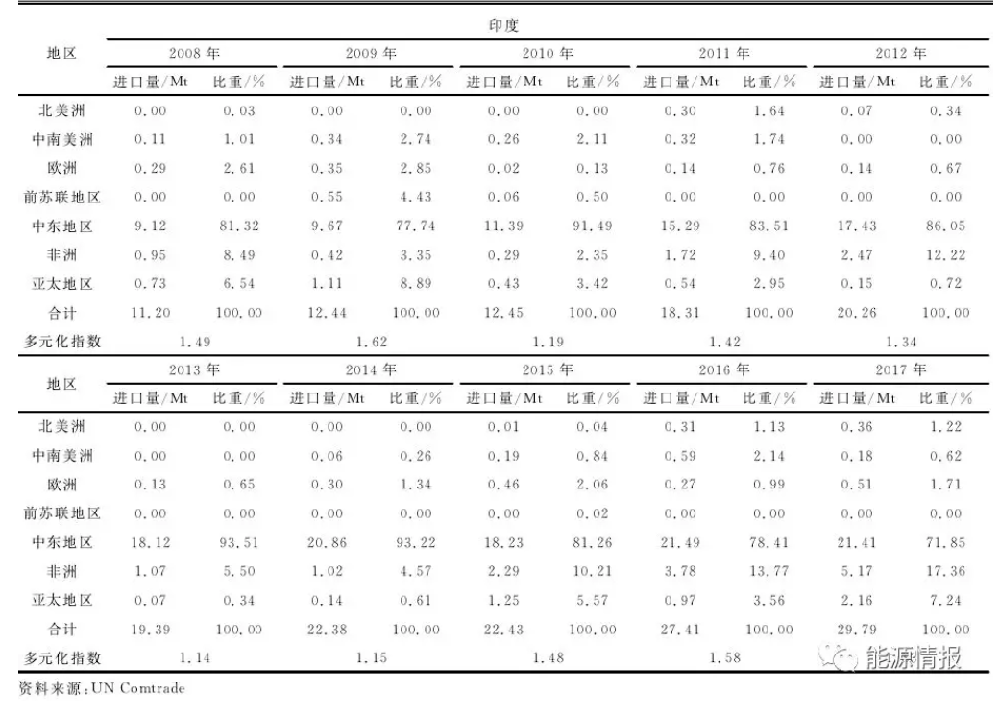 印度
地区 2008 年 2009 年 2010 年 2011 年 2012 年
进口量/Mt 比重/% 进口量/Mt 比重/% 进口量/Mt 比重/% 进口量/Mt 比重/% 进口量/Mt 比重/%
北美洲 0.00 0.03 0.00 0.00 0.00 0.00 0.30 1.64 0.07 0.34
中南美洲 0.11 1.01 0.34 2.74 0.26 2.11 0.32 1.74 0.00 0.00
欧洲 0.29 2.61 0.35 2.85 0.02 0.13 0.14 0.76 0.14 0.67
前苏联地区 0.00 0.00 0.55 4.43 0.06 0.50 0.00 0.00 0.00 0.00
中东地区 9.12 81.32 9.67 77.74 11.39 91.49 15.29 83.51 17.43 86.05
非洲 0.95 8.49 0.42 3.35 0.29 2.35 1.72 9.40 2.47 12.22
亚太地区 0.73 6.54 1.11 8.89 0.43 3.42 0.54 2.95 0.15 0.72
合计 11.20 100.00 12.44 100.00 12.45 100.00 18.31 100.00 20.26 100.00
多元化指数 1.49 1.62 1.19 1.42 1.34
地区 2013 年 2014 年 2015 年 2016 年 2017 年
进口量/Mt 比重/% 进口量/Mt 比重/% 进口量/Mt 比重/% 进口量/Mt 比重/% 进口量/Mt 比重/%
北美洲 0.00 0.00 0.00 0.00 0.01 0.04 0.31 1.13 0.36 1.22
中南美洲 0.00 0.00 0.06 0.26 0.19 0.84 0.59 2.14 0.18 0.62
欧洲 0.13 0.65 0.30 1.34 0.46 2.06 0.27 0.99 0.51 1.71
前苏联地区 0.00 0.00 0.00 0.00 0.00 0.02 0.00 0.00 0.00 0.00
中东地区 18.12 93.51 20.86 93.22 18.23 81.26 21.49 78.41 21.41 71.85
非洲 1.07 5.50 1.02 4.57 2.29 10.21 3.78 13.77 5.17 17.36
亚太地区 0.07 0.34 0.14 0.61 1.25 5.57 0.97 3.56 2.16 7.24
合计 19.39 100.00 22.38 100.00 22.43 100.00 27.41 100.00 29.79 100.00
多元化指数 1.14 1.15 1.48 1.58 能源情报
资料来源:UN Comtrade